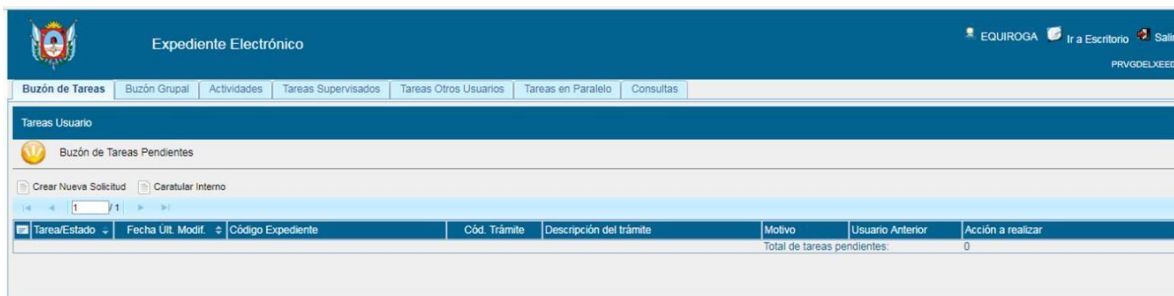 Expediente Electrónico
EQUIROGA Ir a Escritorio Salir
PRVGDELXEE
Buzón de Tareas Buzón Grupal Actividades Tareas Supervisados Tareas Otros Usuarios Tareas en Paralelo Consultas
Tareas Usuario
Buzón de Tareas Pendientes
Crear Nueva Solicitud Caratular Interno
1 / 1
Tarea/Estado Fecha Últ. Modif. Código Expediente Cód. Trámite Descripción del trámite Motivo Usuario Anterior Acción a realizar
Total de tareas pendientes: 0